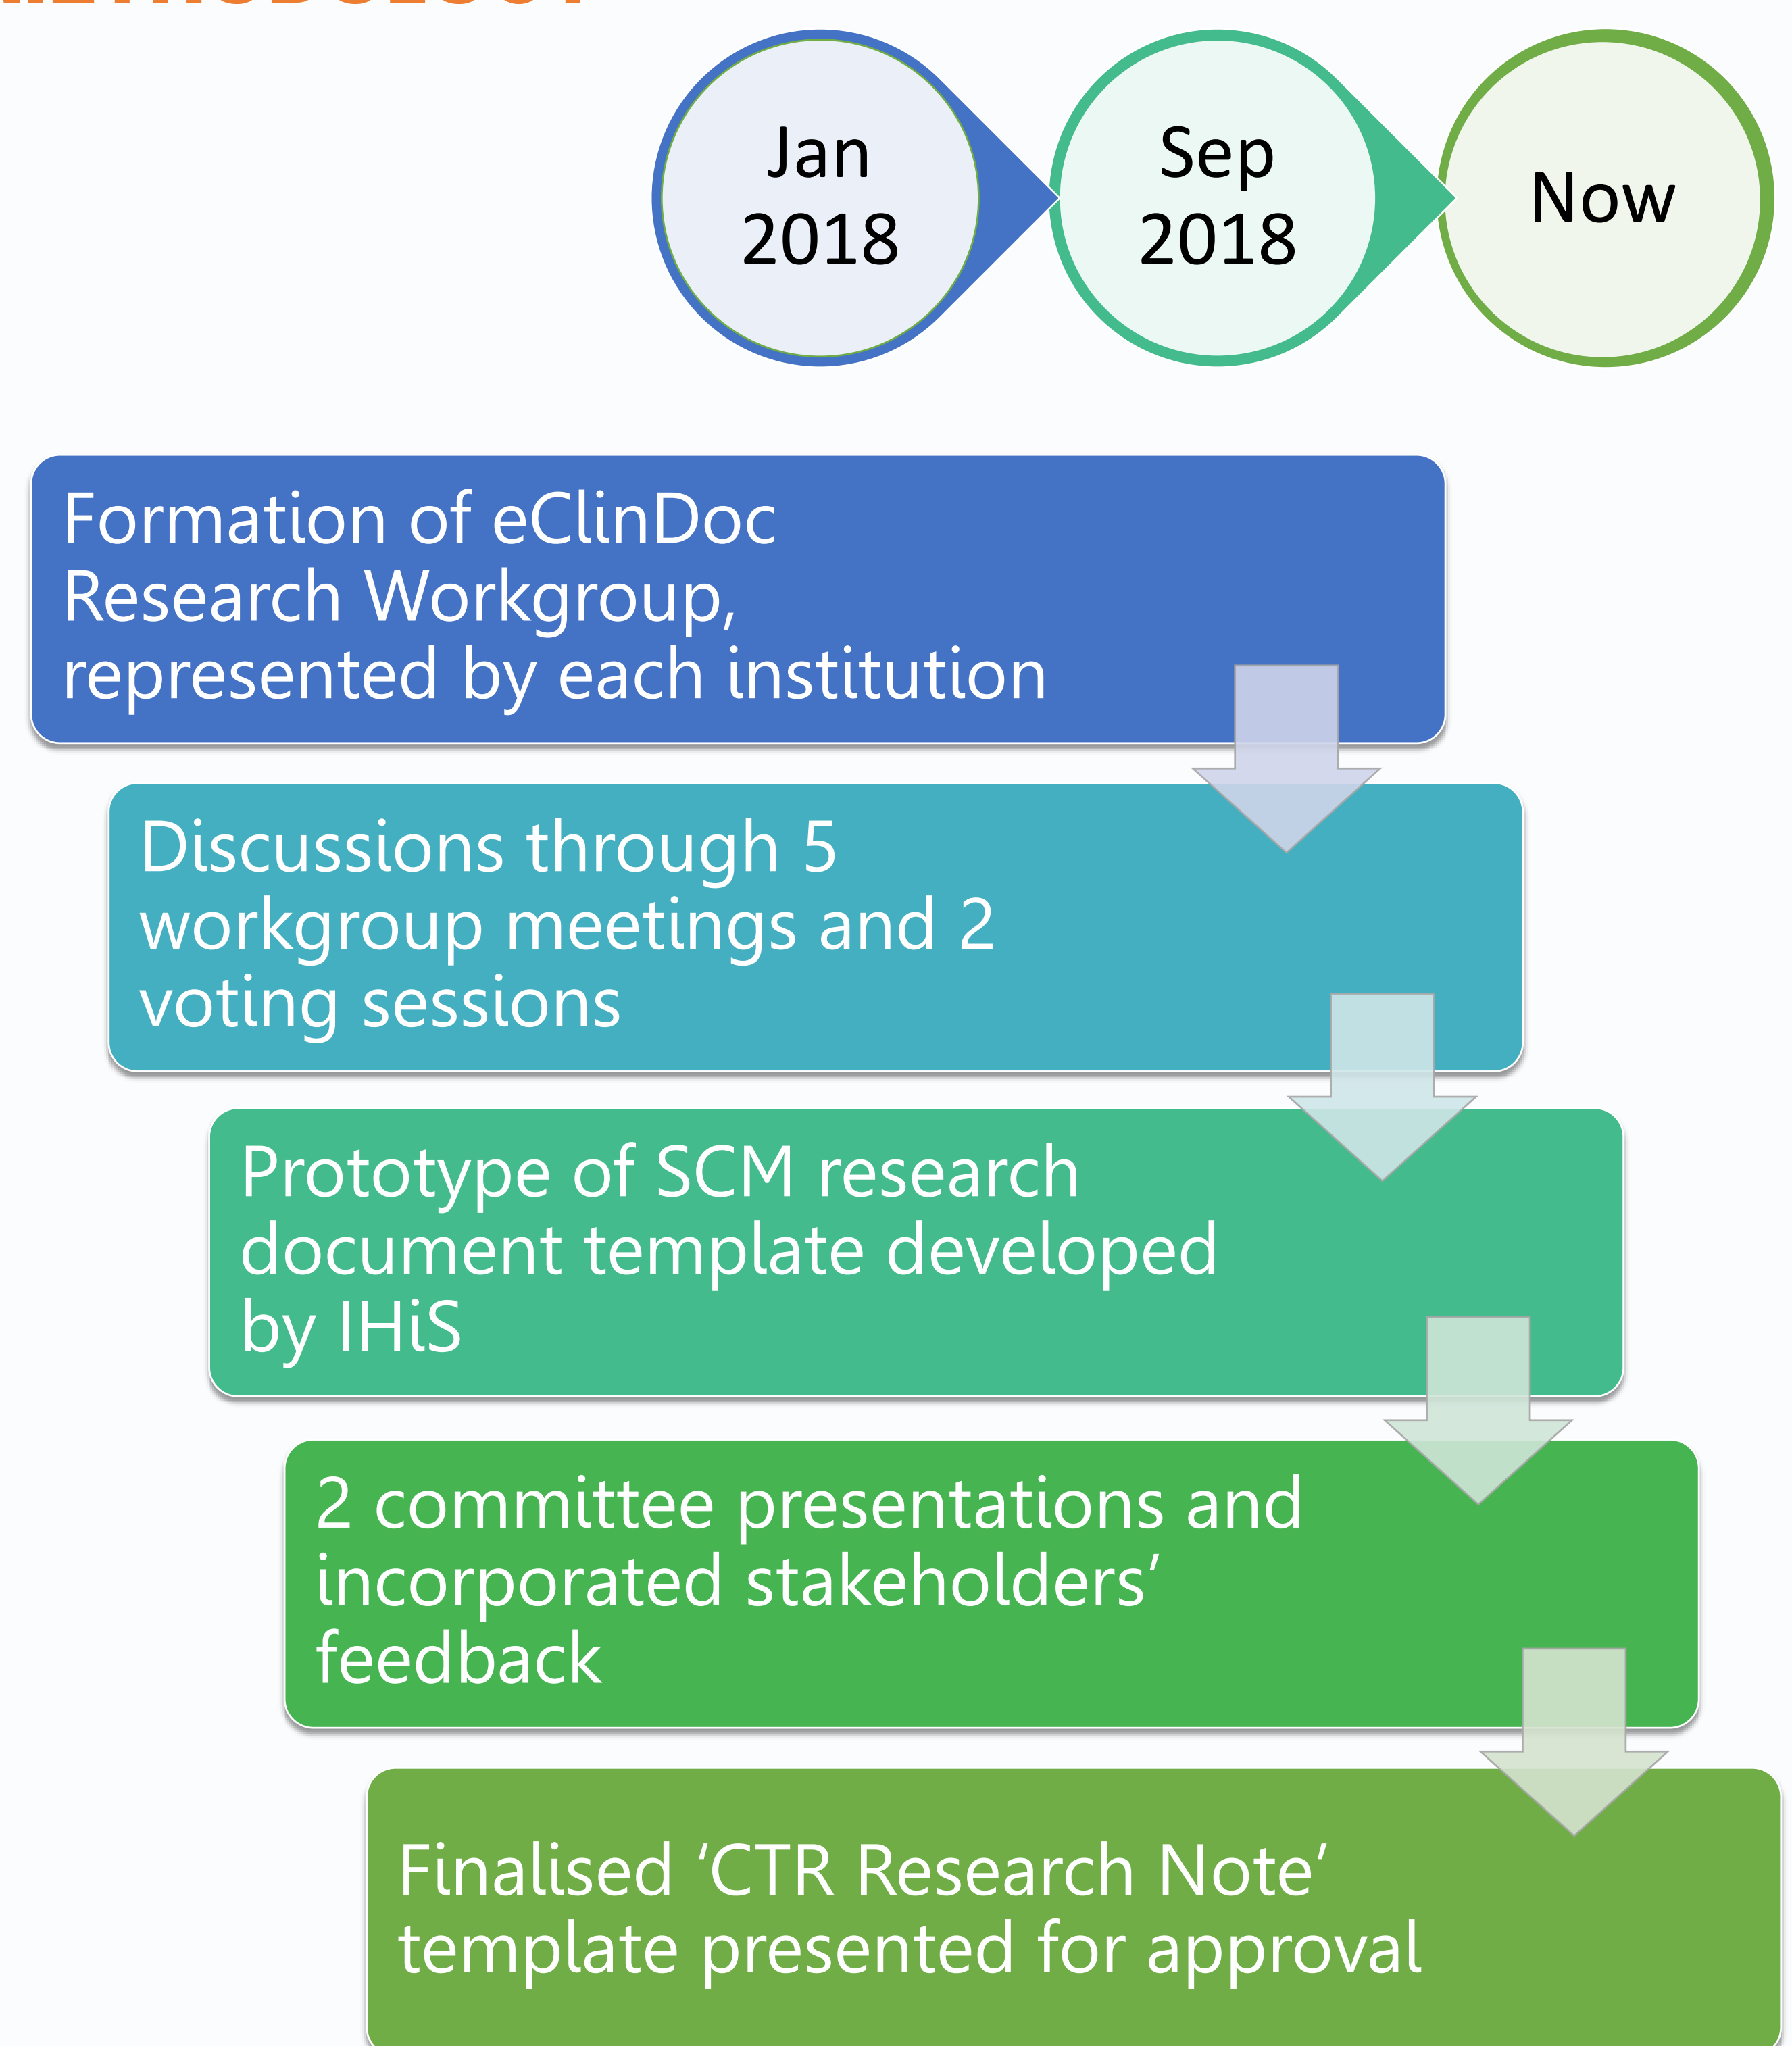 Jan
2018
Sep
2018
Now
Formation of eClinDoc
Research Workgroup,
represented by each institution
Discussions through 5
workgroup meetings and 2
voting sessions
Prototype of SCM research
document template developed
by IHiS
2 committee presentations and
incorporated stakeholders‘
feedback
Finalised ‘CTR Research Note‘
template presented for approval